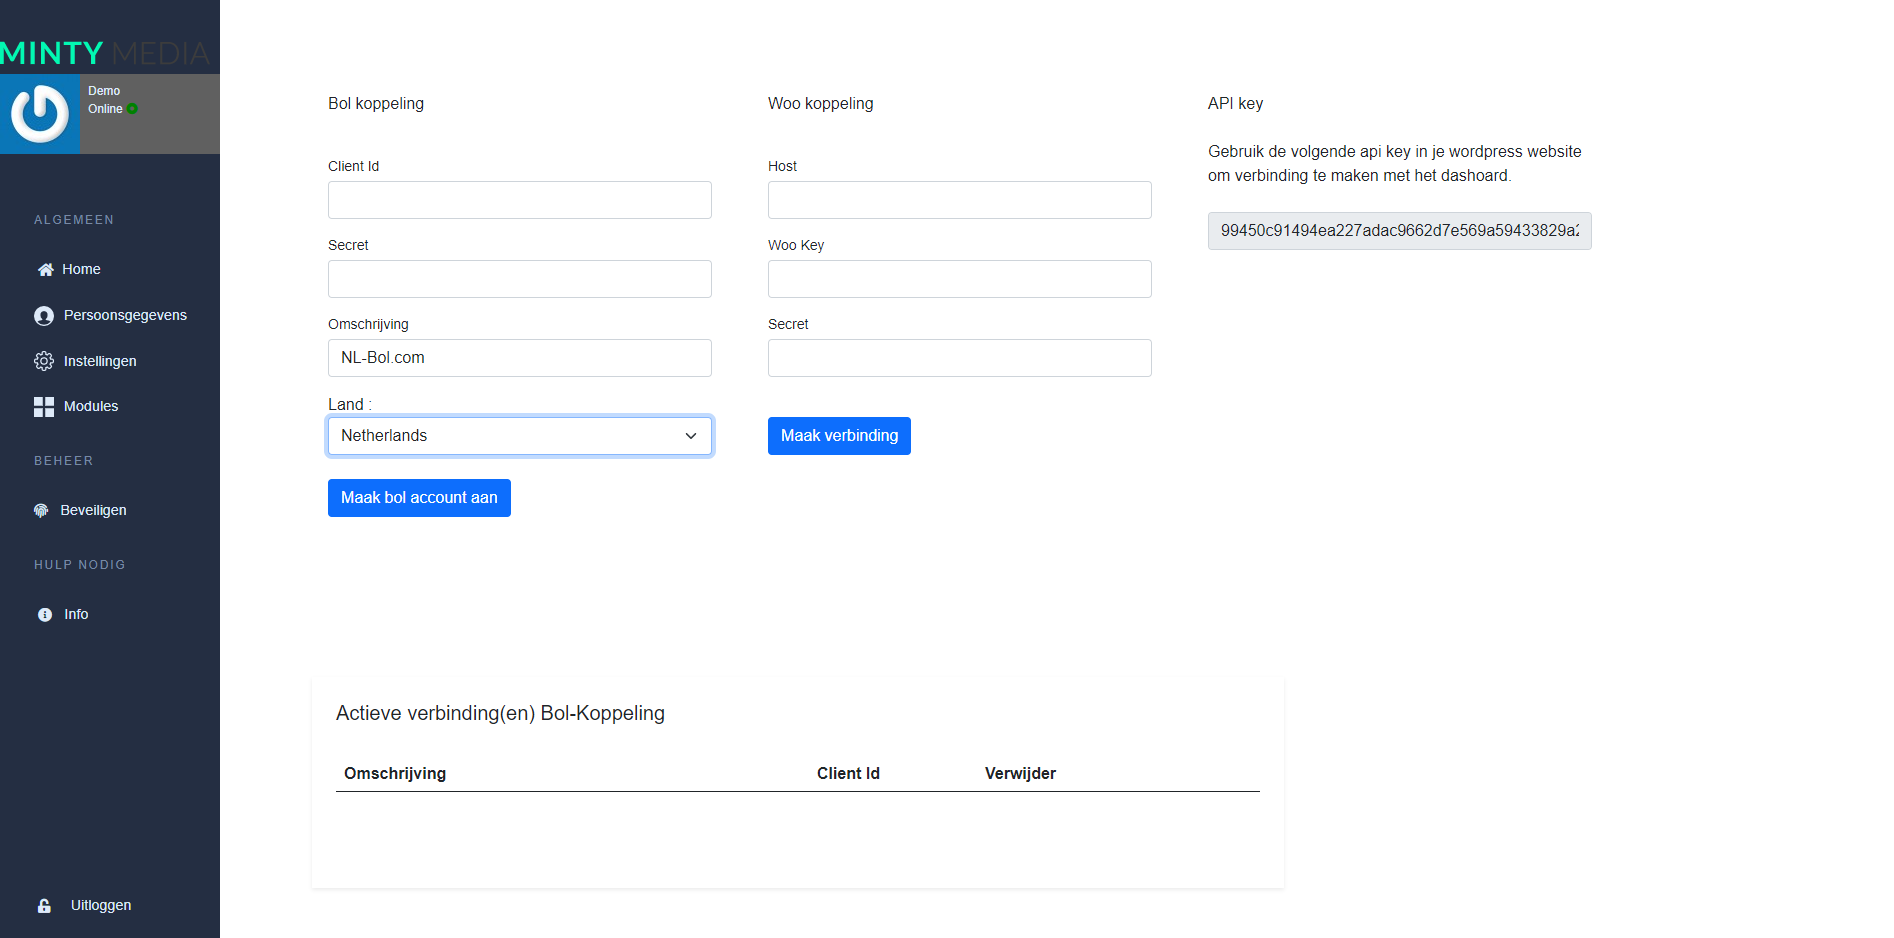 MINTY MEDIA
Demo
Online
ALGEMEEN
Home
Persoonsgegevens
Instellingen
Modules
BEHEER
Beveiligen
HULP NODIG
Info
Uitloggen
Bol koppeling
Client Id
Secret
Omschrijving
NL-Bol.com
Land :
Netherlands
Maak bol account aan
Woo koppeling
Host
Woo Key
Secret
Maak verbinding
API key
Gebruik de volgende api key in je wordpress website
om verbinding te maken met het dashoard.
99450c91494ea227adac9662d7e569a59433829a2
Actieve verbinding(en) Bol-Koppeling
Omschrijving Client Id Verwijder